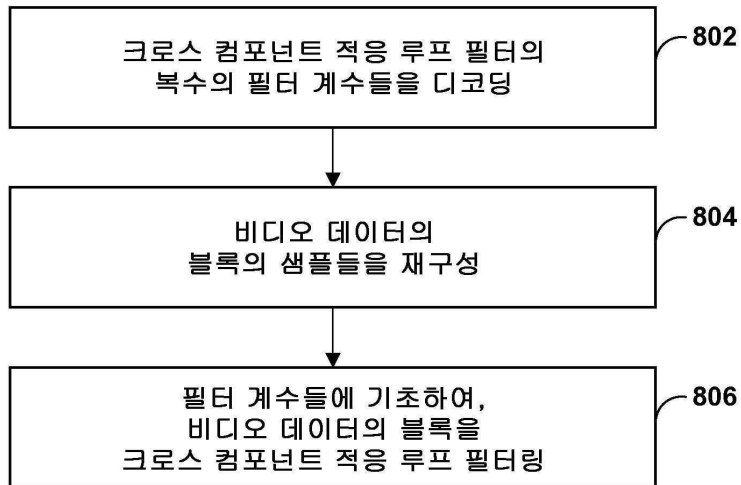 크로스 컴포넌트 적응 루프 필터의
복수의 필터 계수들을 디코딩
802
비디오 데이터의
블록의 샘플들을 재구성
804
필터 계수들에 기초하여,
비디오 데이터의 블록을
크로스 컴포넌트 적응 루프 필터링
806